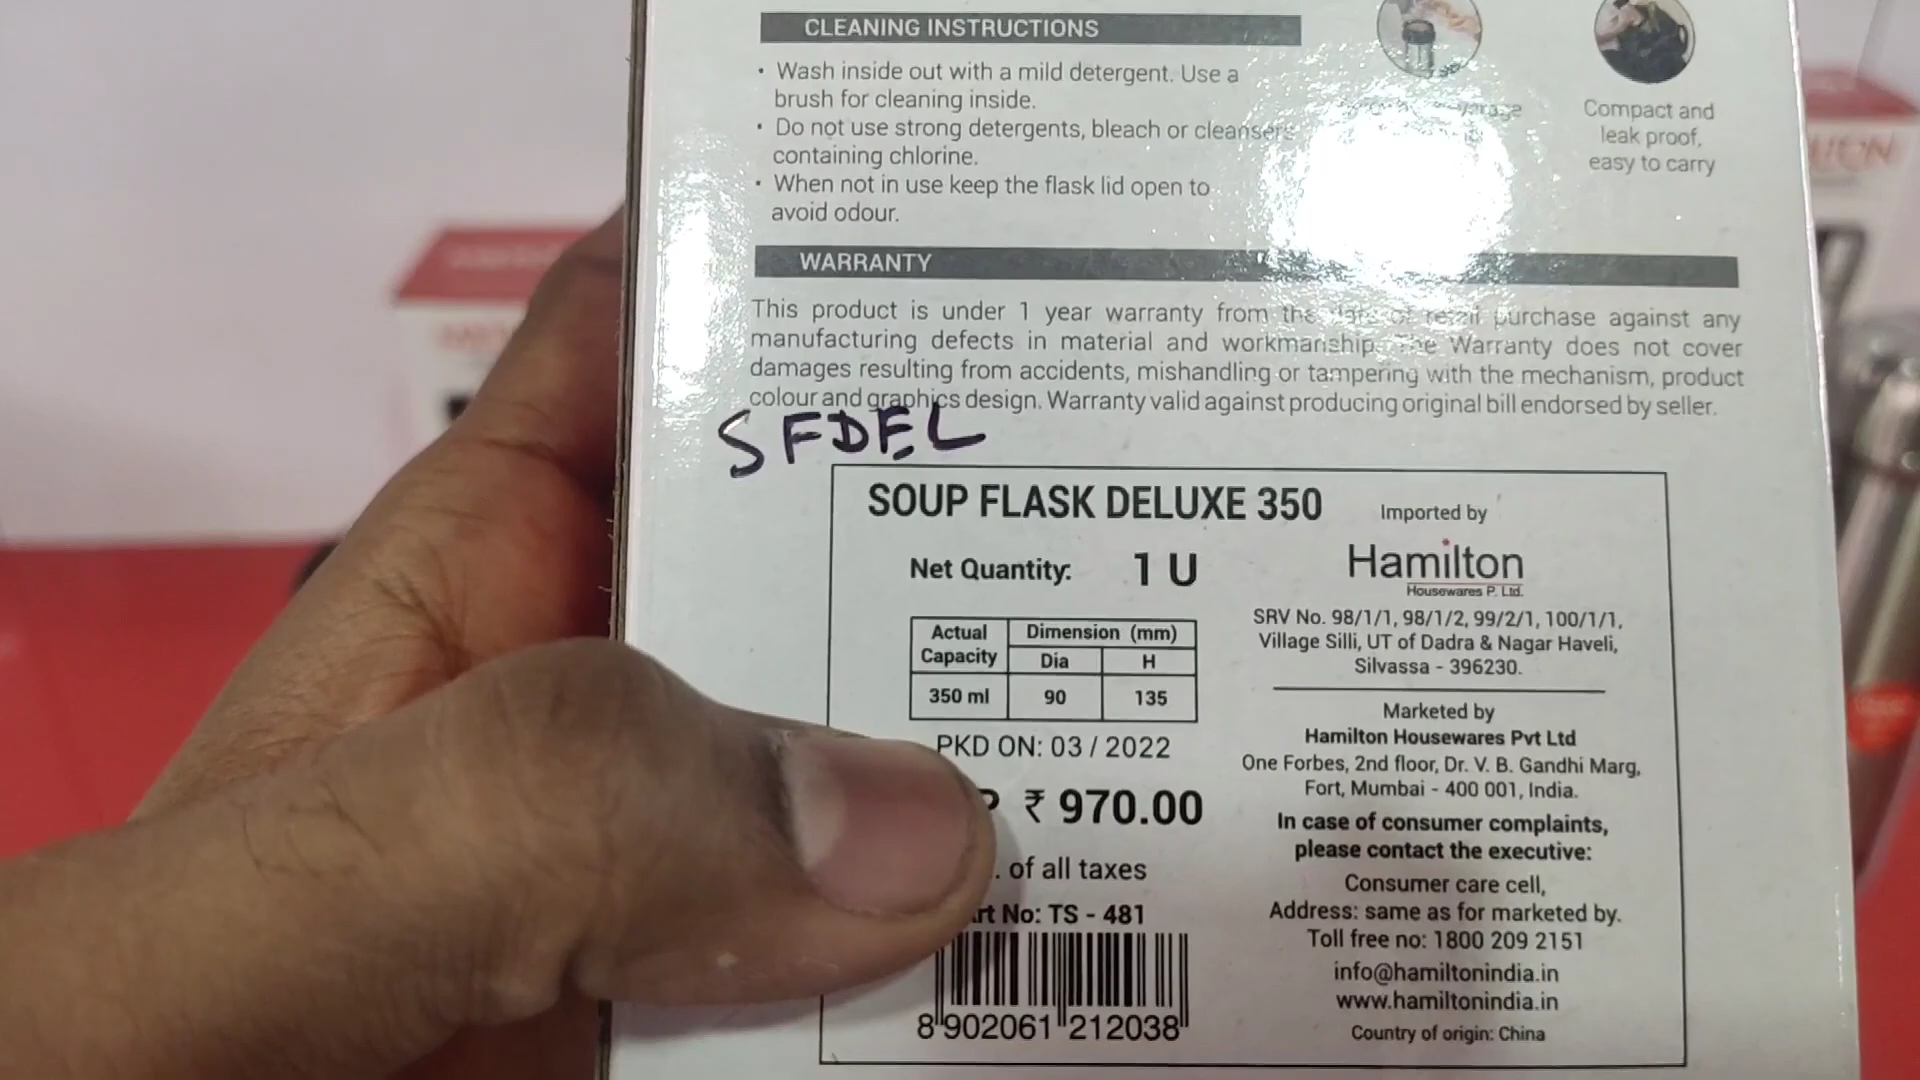 CLEANING INSTRUCTIONS
• Wash inside out with a mild detergent. Use a
brush for cleaning inside.
• Do not use strong detergents, bleach or cleansers
containing chlorine.
• When not in use keep the flask lid open to
avoid odour.
Compact and
leak proof,
easy to carry
WARRANTY
This product is under 1 year warranty from the date of retail purchase against any
manufacturing defects in material and workmanship. The Warranty does not cover
damages resulting from accidents, mishandling or tampering with the mechanism, product
colour and graphics design. Warranty valid against producing original bill endorsed by seller.
SFDEL
SOUP FLASK DELUXE 350
Net Quantity: 1 U
Actual Capacity Dimension (mm)
Dia H
350 ml 90 135
PKD ON: 03 / 2022
₹ 970.00
of all taxes
No: TS - 481
8 902061 212038
Imported by
Hamilton
Housewares P. Ltd.
SRV No. 98/1/1, 98/1/2, 99/2/1, 100/1/1,
Village Silli, UT of Dadra & Nagar Haveli,
Silvassa - 396230.
Marketed by
Hamilton Housewares Pvt Ltd
One Forbes, 2nd floor, Dr. V. B. Gandhi Marg,
Fort, Mumbai - 400 001, India.
In case of consumer complaints,
please contact the executive:
Consumer care cell,
Address: same as for marketed by.
Toll free no: 1800 209 2151
info@hamiltonindia.in
www.hamiltonindia.in
Country of origin: China